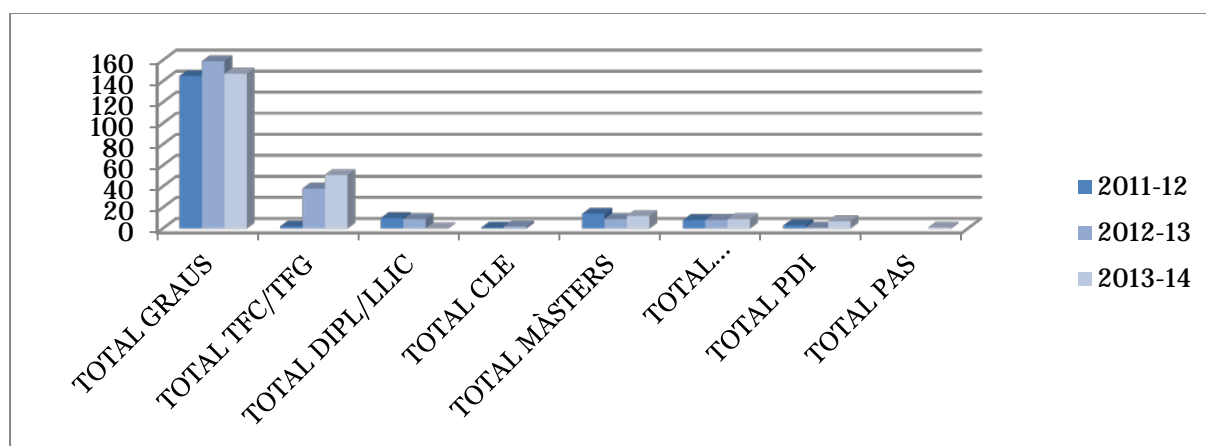 160
140
120
100
80
60
40
20
0
TOTAL GRAUS
TOTAL TFC/TFG
TOTAL DIPL/LLIC
TOTAL CLE
TOTAL MÀSTERS
TOTAL...
TOTAL PDI
TOTAL PAS
2011-12
2012-13
2013-14